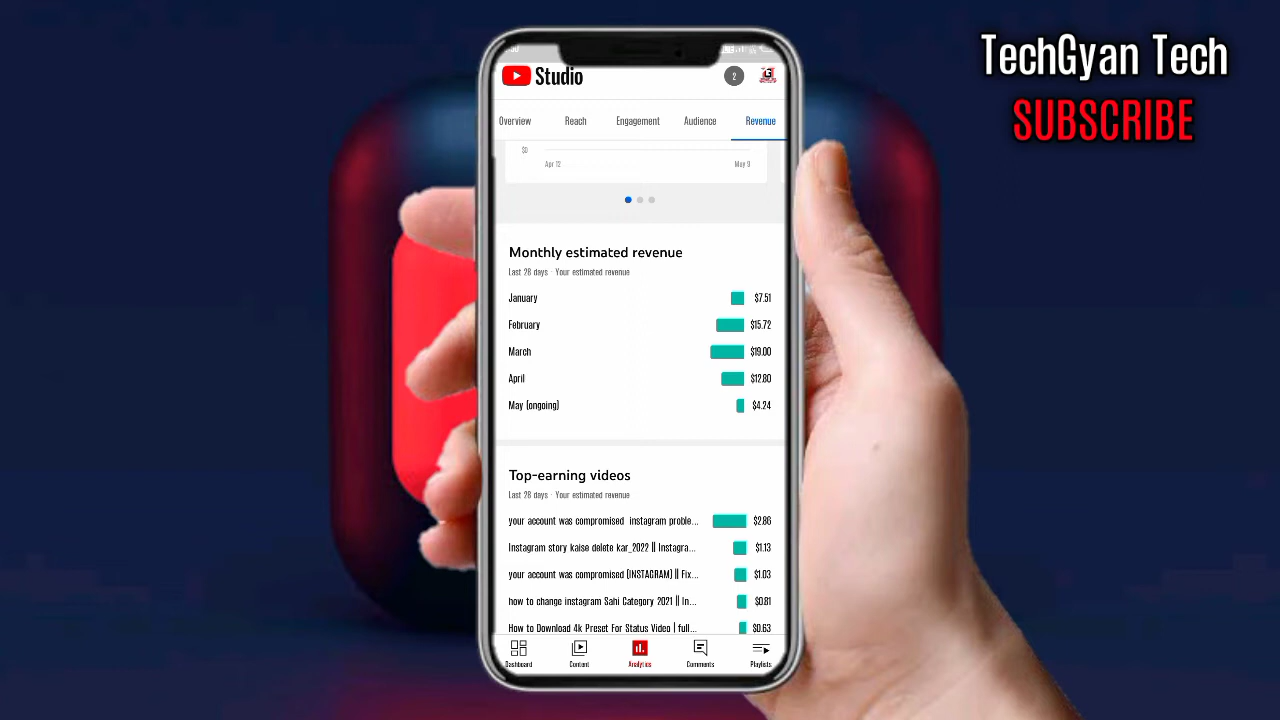 TechGyan Tech
SUBSCRIBE
Studio
2
Overview Reach Engagement Audience Revenue
$0
Apr 12 May 9
Monthly estimated revenue
Last 28 days · Your estimated revenue
January $7.51
February $15.72
March $19.00
April $12.80
May (ongoing) $4.24
Top-earning videos
Last 28 days · Your estimated revenue
your account was compromised instagram proble... $2.86
Instagram story kaise delete kar_2022 || Instagra... $1.13
your account was compromised [INSTAGRAM] || Fix... $1.03
how to change instagram Sahi Category 2021 || In... $0.81
How to Download 4k Preset For Status Video | full... $0.63
Dashboard Content Analytics Comments Playlists